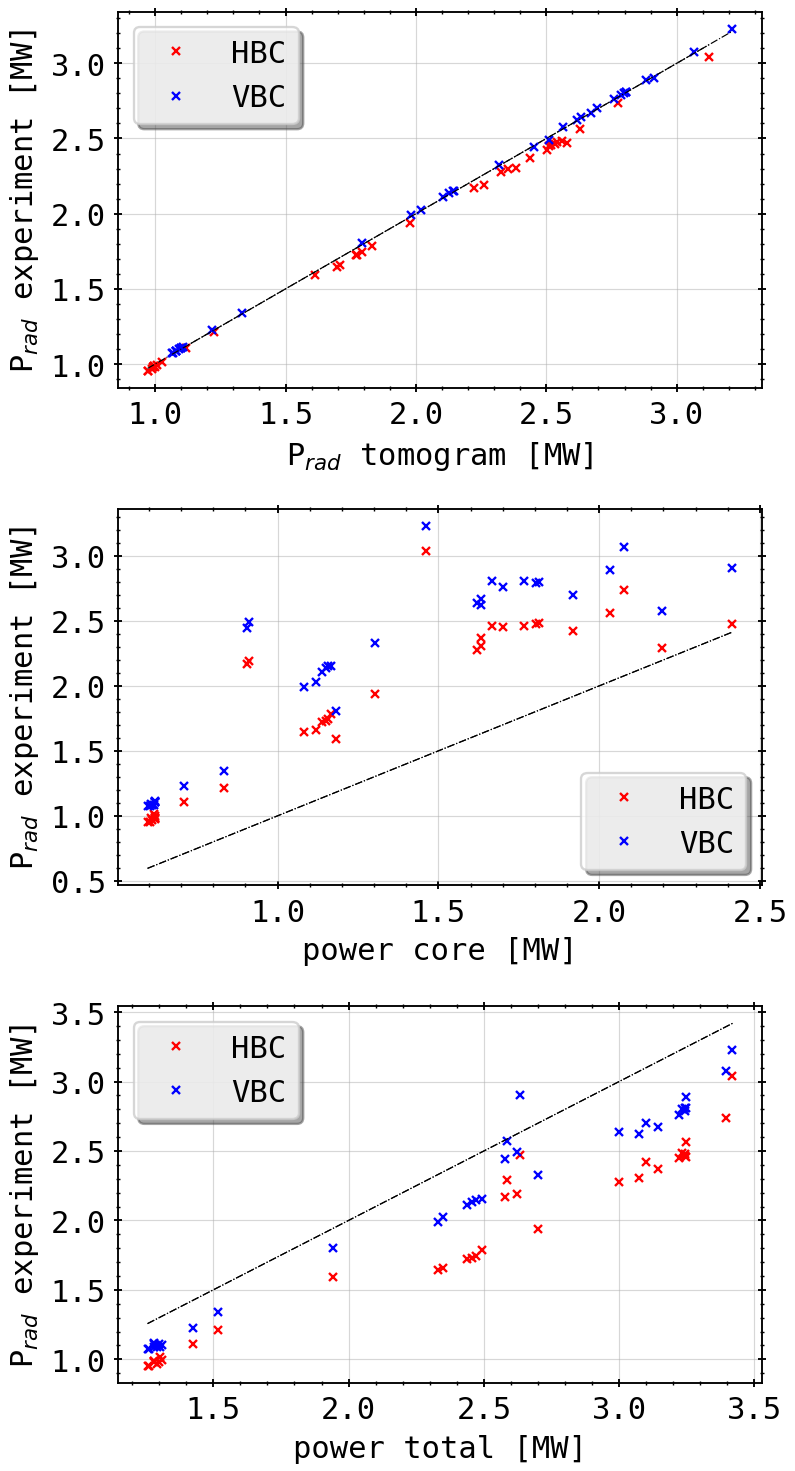 P_rad experiment [MW]
HBC
VBC
3.0
2.5
2.0
1.5
1.0
1.0 1.5 2.0 2.5 3.0
P_rad tomogram [MW]
P_rad experiment [MW]
3.0
2.5
2.0
1.5
1.0
0.5
HBC
VBC
1.0 1.5 2.0 2.5
power core [MW]
P_rad experiment [MW]
3.5
3.0
2.5
2.0
1.5
1.0
HBC
VBC
1.5 2.0 2.5 3.0 3.5
power total [MW]